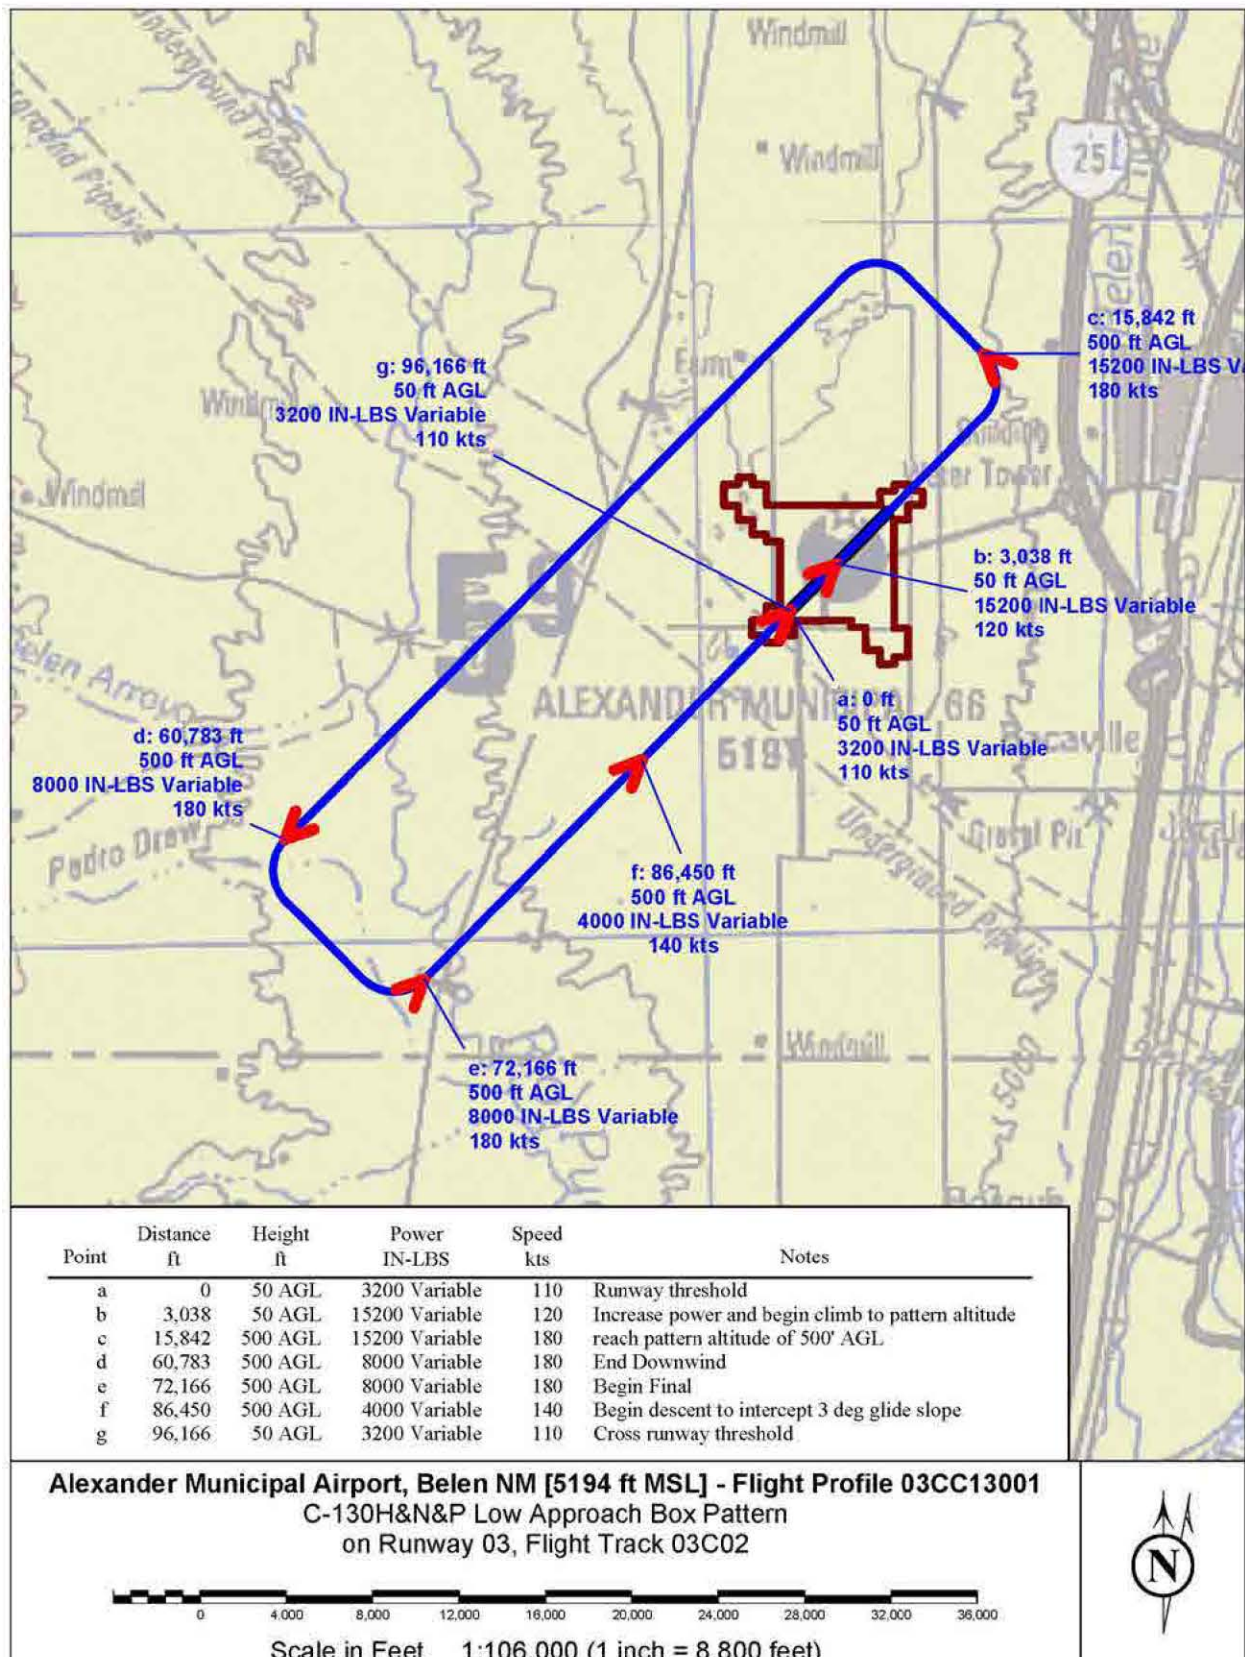 Windmill
Underground Pipeline
Windmill
25
c: 15,842 ft
500 ft AGL
15200 IN-LBS
180 kts
g: 96,166 ft
50 ft AGL
3200 IN-LBS Variable
110 kts
Windmill
Water Tower
b: 3,038 ft
50 ft AGL
15200 IN-LBS Variable
120 kts
59
ALEXANDER MUNICIPAL 66
a: 0 ft
50 ft AGL
3200 IN-LBS Variable
110 kts
Belen Arroyo
d: 60,783 ft
500 ft AGL
8000 IN-LBS Variable
180 kts
Gravel Pit
Underground Pipeline
f: 86,450 ft
500 ft AGL
4000 IN-LBS Variable
140 kts
Windmill
e: 72,166 ft
500 ft AGL
8000 IN-LBS Variable
180 kts
Point Distance ft Height ft Power IN-LBS Speed kts Notes
a 0 50 AGL 3200 Variable 110 Runway threshold
b 3,038 50 AGL 15200 Variable 120 Increase power and begin climb to pattern altitude
c 15,842 500 AGL 15200 Variable 180 reach pattern altitude of 500' AGL
d 60,783 500 AGL 8000 Variable 180 End Downwind
e 72,166 500 AGL 8000 Variable 180 Begin Final
f 86,450 500 AGL 4000 Variable 140 Begin descent to intercept 3 deg glide slope
g 96,166 50 AGL 3200 Variable 110 Cross runway threshold
Alexander Municipal Airport, Belen NM [5194 ft MSL] - Flight Profile 03CC13001
C-130H&N&P Low Approach Box Pattern
on Runway 03, Flight Track 03C02
N
0 4,000 8,000 12,000 16,000 20,000 24,000 28,000 32,000 36,000
Scale in Feet 1:106,000 (1 inch = 8,800 feet)